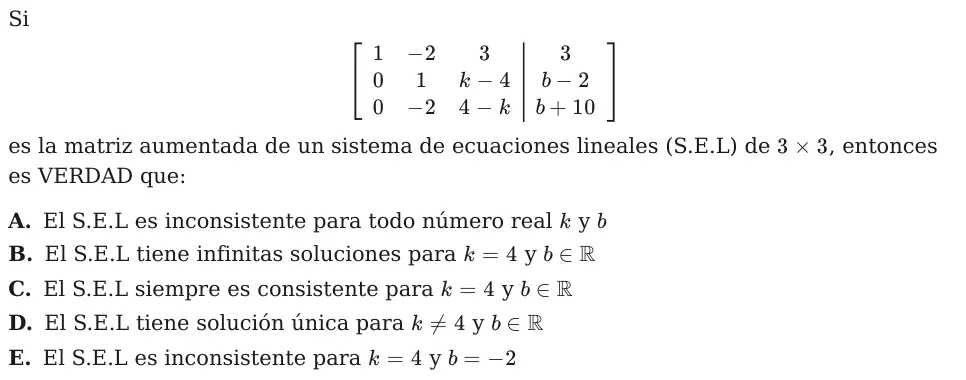 Si
1 −2 3 3
0 1 k − 4 b − 2
0 −2 4 − k b + 10
es la matriz aumentada de un sistema de ecuaciones lineales (S.E.L) de 3 × 3, entonces
es VERDAD que:
A. El S.E.L es inconsistente para todo número real k y b
B. El S.E.L tiene infinitas soluciones para k = 4 y b ∈ ℝ
C. El S.E.L siempre es consistente para k = 4 y b ∈ ℝ
D. El S.E.L tiene solución única para k ≠ 4 y b ∈ ℝ
E. El S.E.L es inconsistente para k = 4 y b = −2